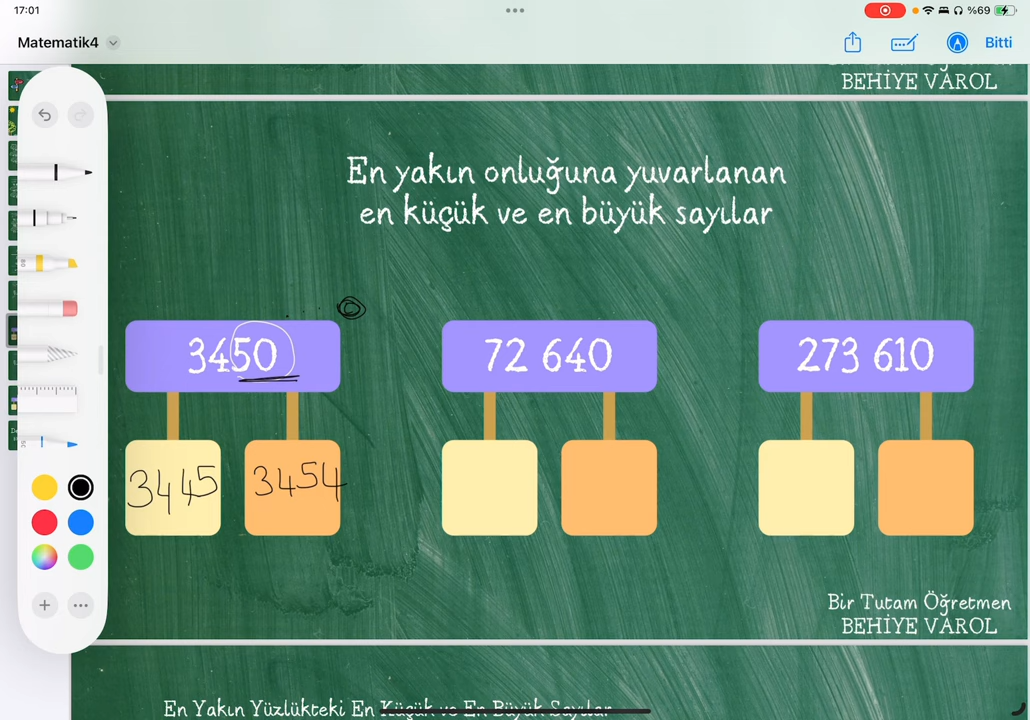 17:01
%69
Matematik4
Bitti
BEHİYE VAROL
En yakın onluğuna yuvarlanan
en küçük ve en büyük sayılar
3450
72 640
273 610
3445
3454
Bir Tutam Öğretmen
BEHİYE VAROL
En Yakın Yüzlükteki En Küçük ve En Büyük Sayılar